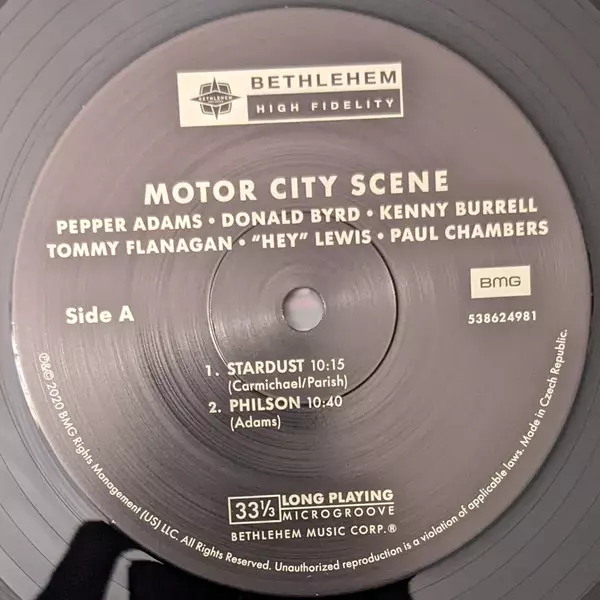 BETHLEHEM
BETHLEHEM
HIGH FIDELITY
MOTOR CITY SCENE
PEPPER ADAMS • DONALD BYRD • KENNY BURRELL
TOMMY FLANAGAN • "HEY" LEWIS • PAUL CHAMBERS
Side A
BMG
538624981
1. STARDUST 10:15
(Carmichael/Parish)
2. PHILSON 10:40
(Adams)
33⅓
LONG PLAYING
MICROGROOVE
BETHLEHEM MUSIC CORP.®
℗&© 2020 BMG Rights Management (US) LLC. All Rights Reserved. Unauthorized reproduction is a violation of applicable laws. Made in Czech Republic.